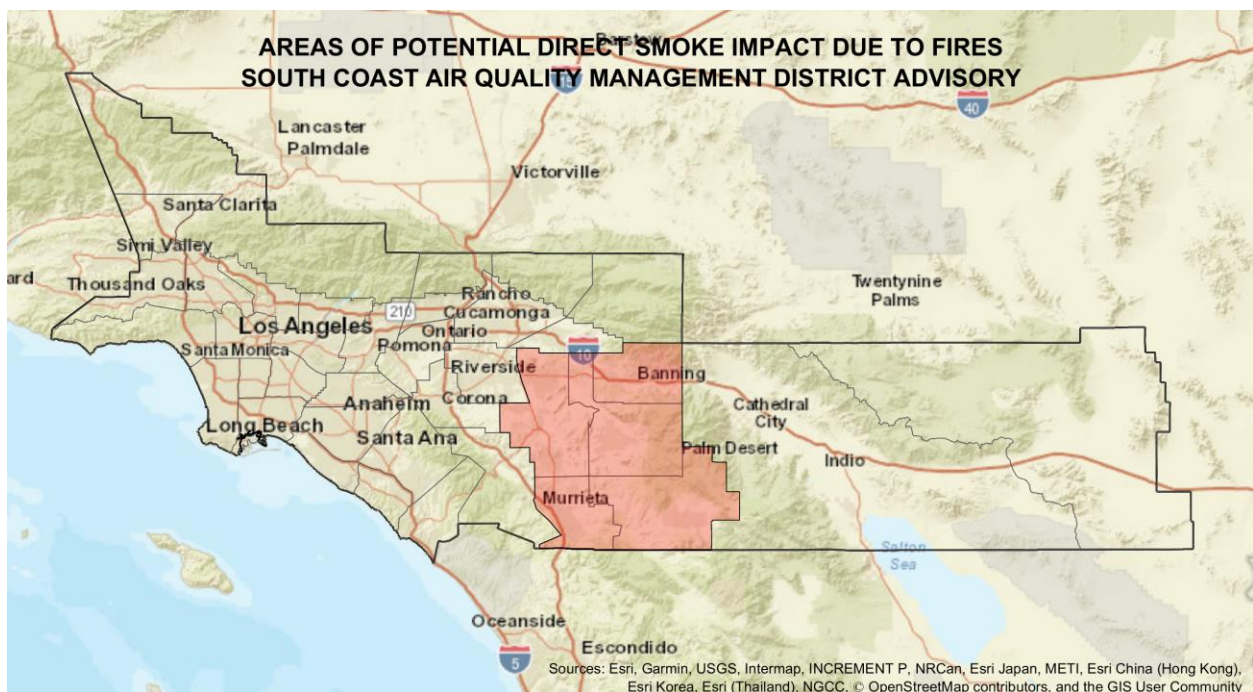 AREAS OF POTENTIAL DIRECT SMOKE IMPACT DUE TO FIRES
Barstow
SOUTH COAST AIR QUALITY MANAGEMENT DISTRICT ADVISORY
15
40
Lancaster
Palmdale
Victorville
Santa Clarita
Simi Valley
ard
Thousand Oaks
Twentynine
Palms
Rancho
Cucamonga
210
Los Angeles
Ontario
Santa Monica
Pomona
10
Riverside
Banning
Corona
Anaheim
Cathedral
City
Long Beach
Santa Ana
Palm Desert
Indio
Murrieta
Salton
Sea
Oceanside
Escondido
5
Sources: Esri, Garmin, USGS, Intermap, INCREMENT P, NRCan, Esri Japan, METI, Esri China (Hong Kong),
Esri Korea, Esri (Thailand), NGCC, © OpenStreetMap contributors, and the GIS User Community